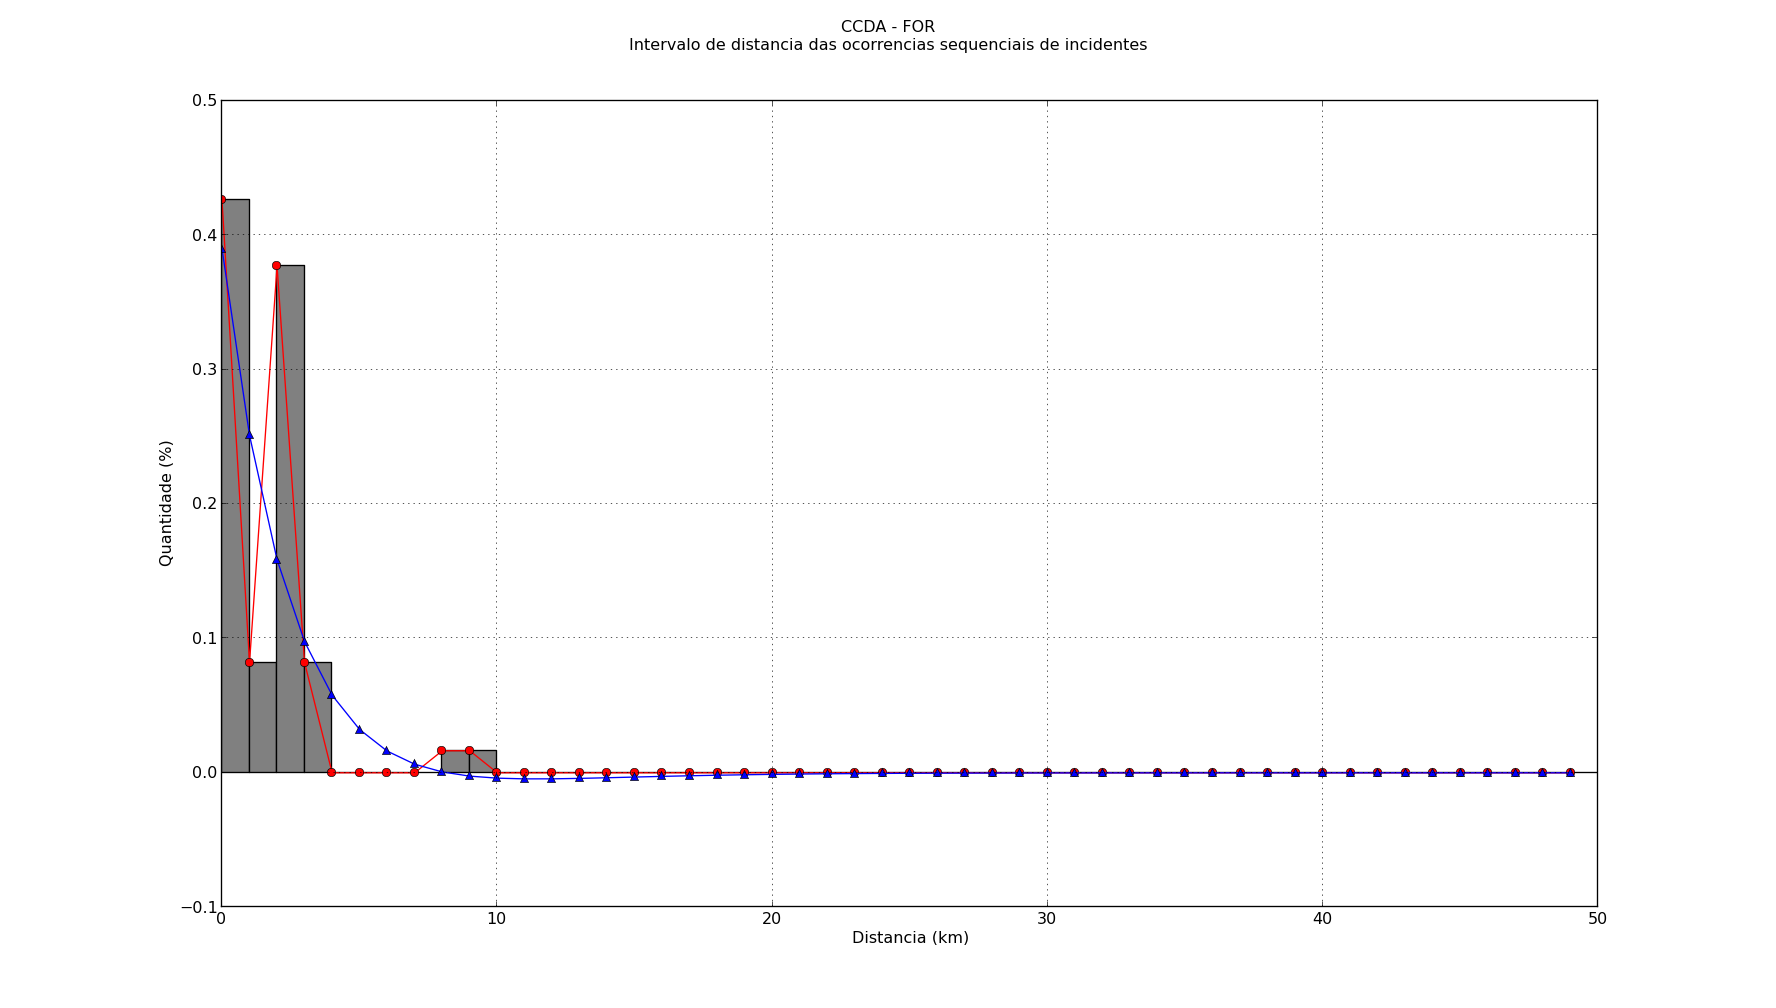 CCDA - FOR
Intervalo de distancia das ocorrencias sequenciais de incidentes
0.5
0.4
0.3
0.2
0.1
0.0
−0.1
Quantidade (%)
0 10 20 30 40 50
Distancia (km)